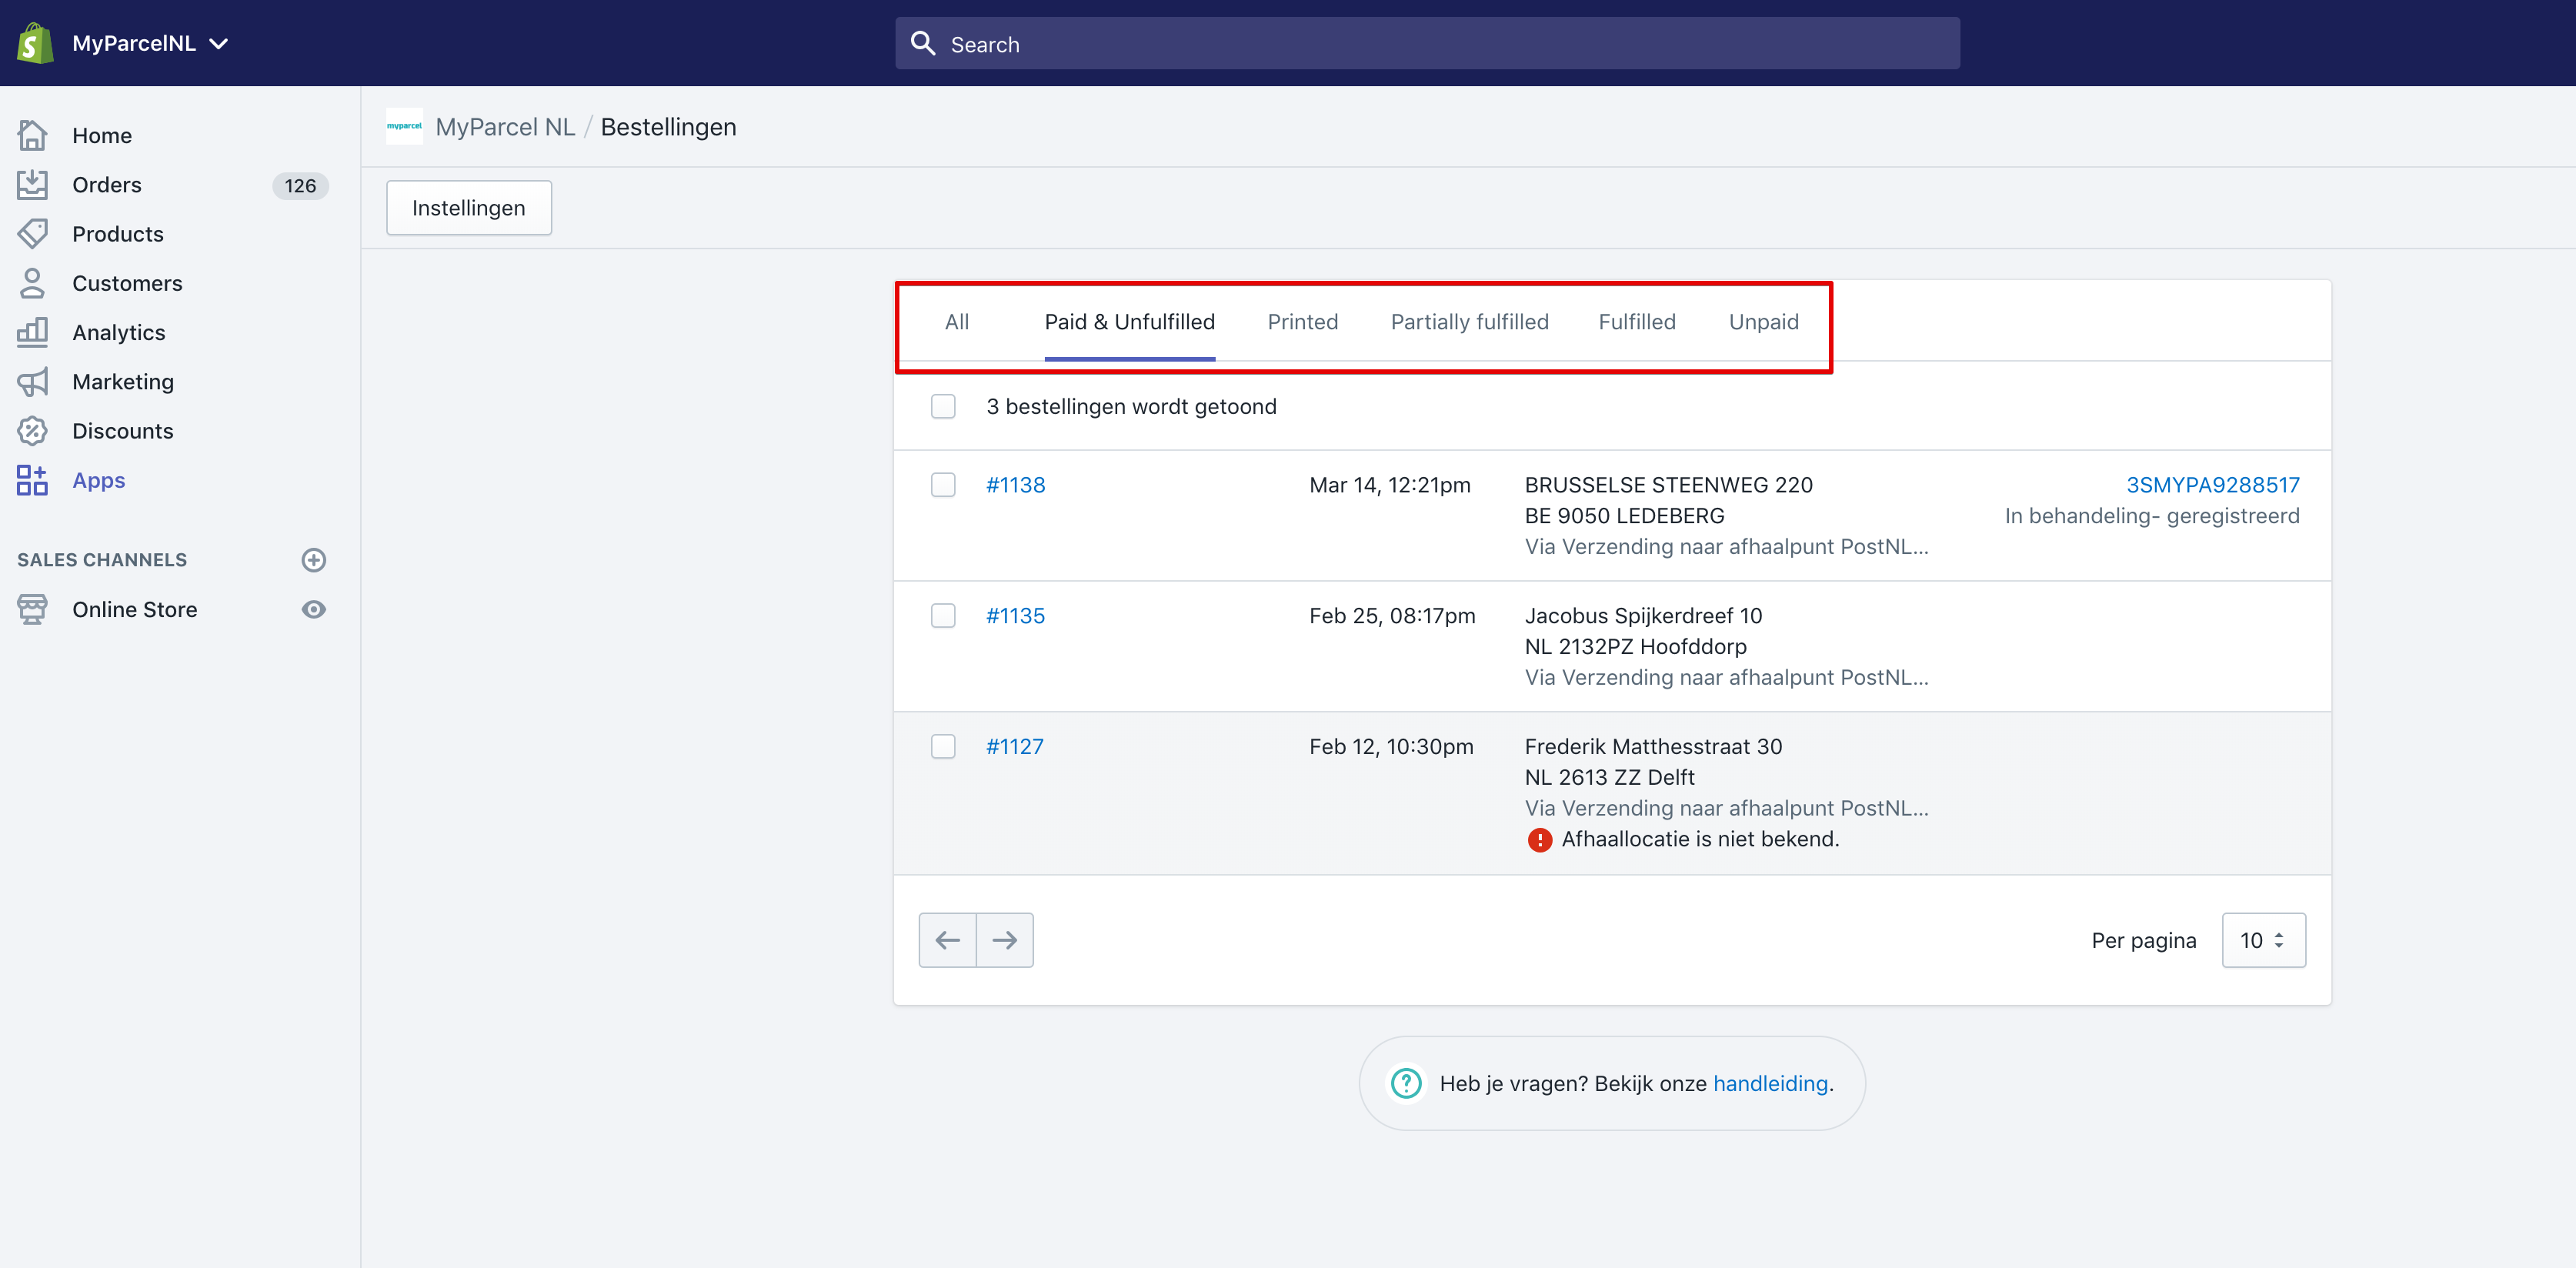 MyParcelNL
Search
Home
Orders 126
Products
Customers
Analytics
Marketing
Discounts
Apps
SALES CHANNELS
Online Store
myparcel MyParcel NL / Bestellingen
Instellingen
All Paid & Unfulfilled Printed Partially fulfilled Fulfilled Unpaid
3 bestellingen wordt getoond
#1138 Mar 14, 12:21pm BRUSSELSE STEENWEG 220 3SMYPA9288517
BE 9050 LEDEBERG In behandeling- geregistreerd
Via Verzending naar afhaalpunt PostNL...
#1135 Feb 25, 08:17pm Jacobus Spijkerdreef 10
NL 2132PZ Hoofddorp
Via Verzending naar afhaalpunt PostNL...
#1127 Feb 12, 10:30pm Frederik Matthesstraat 30
NL 2613 ZZ Delft
Via Verzending naar afhaalpunt PostNL...
Afhaallocatie is niet bekend.
Per pagina 10
Heb je vragen? Bekijk onze handleiding.